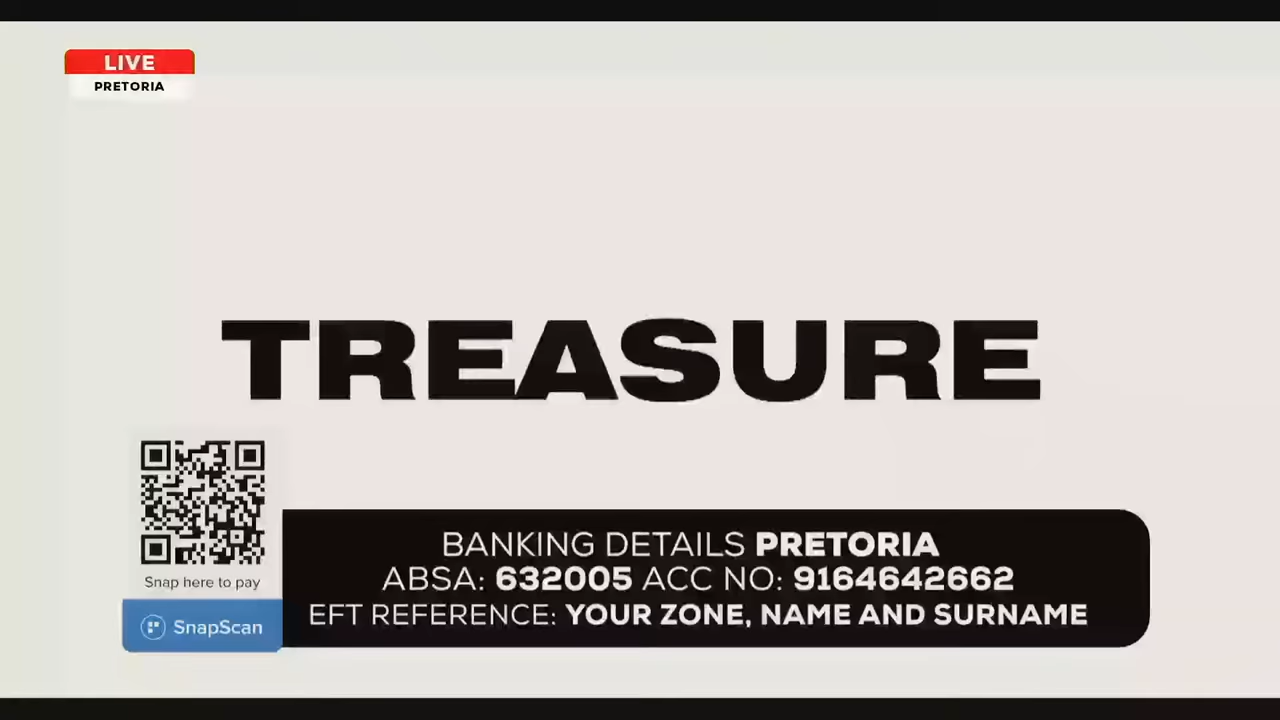 LIVE
PRETORIA
TREASURE
Snap here to pay
SnapScan
BANKING DETAILS PRETORIA
ABSA: 632005 ACC NO: 9164642662
EFT REFERENCE: YOUR ZONE, NAME AND SURNAME